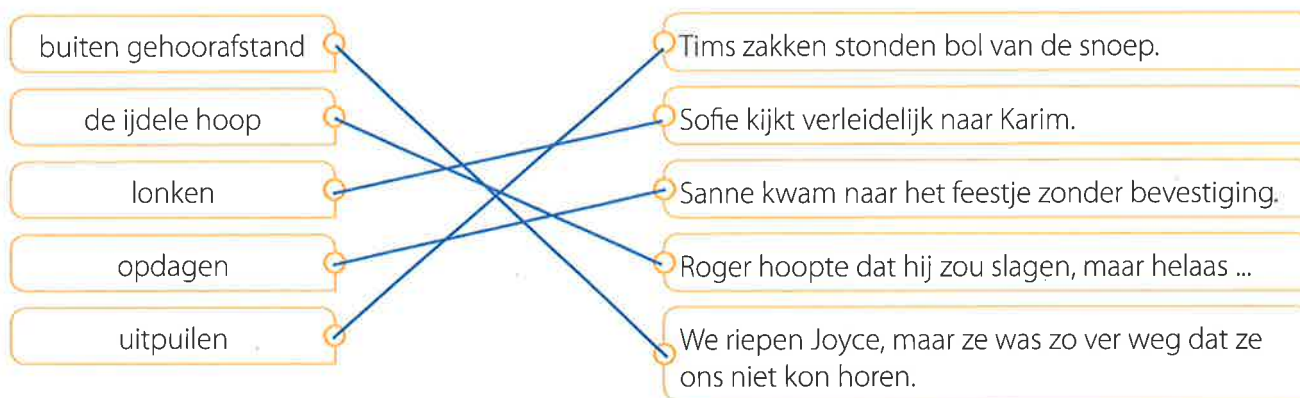 buiten gehoorafstand
de ijdele hoop
lonken
opdagen
uitpuilen
Tims zakken stonden bol van de snoep.
Sofie kijkt verleidelijk naar Karim.
Sanne kwam naar het feestje zonder bevestiging.
Roger hoopte dat hij zou slagen, maar helaas ...
We riepen Joyce, maar ze was zo ver weg dat ze
ons niet kon horen.